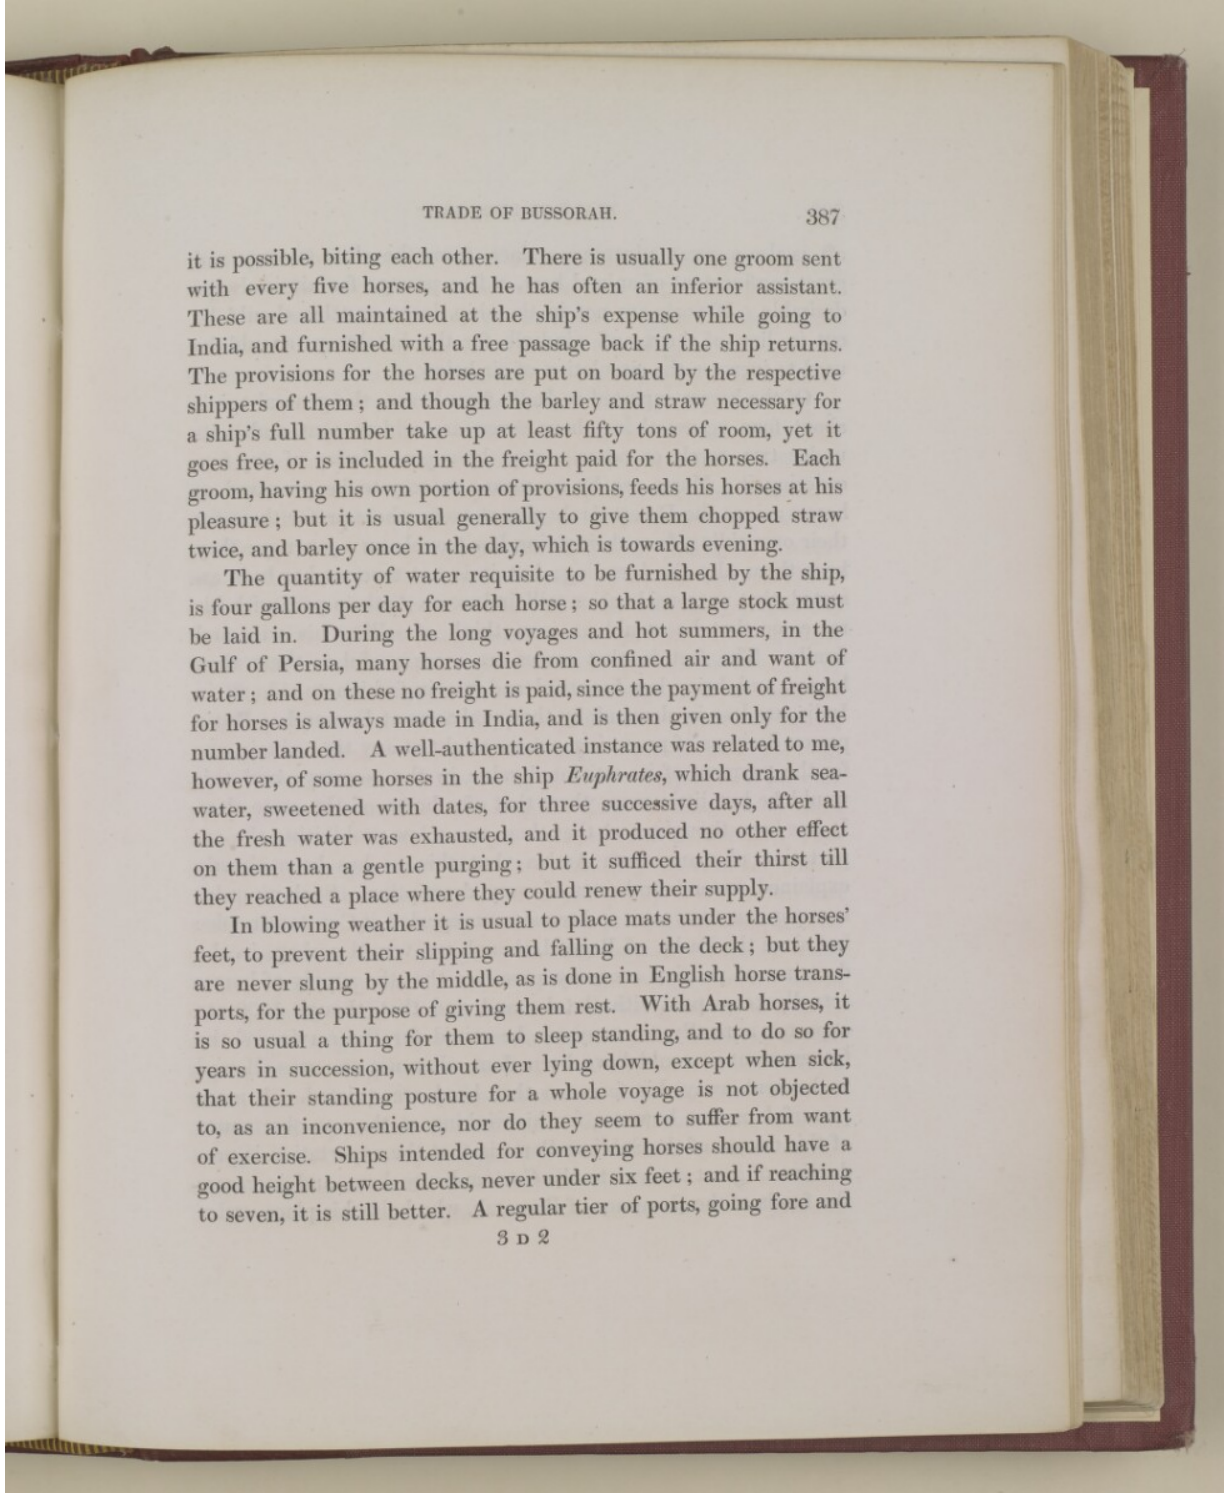 TRADE OF BUSSORAH. 387
it is possible, biting each other. There is usually one groom sent
with every five horses, and he has often an inferior assistant.
These are all maintained at the ship's expense while going to
India, and furnished with a free passage back if the ship returns.
The provisions for the horses are put on board by the respective
shippers of them; and though the barley and straw necessary for
a ship's full number take up at least fifty tons of room, yet it
goes free, or is included in the freight paid for the horses. Each
groom, having his own portion of provisions, feeds his horses at his
pleasure; but it is usual generally to give them chopped straw
twice, and barley once in the day, which is towards evening.
The quantity of water requisite to be furnished by the ship,
is four gallons per day for each horse; so that a large stock must
be laid in. During the long voyages and hot summers, in the
Gulf of Persia, many horses die from confined air and want of
water; and on these no freight is paid, since the payment of freight
for horses is always made in India, and is then given only for the
number landed. A well-authenticated instance was related to me,
however, of some horses in the ship Euphrates, which drank sea-
water, sweetened with dates, for three successive days, after all
the fresh water was exhausted, and it produced no other effect
on them than a gentle purging; but it sufficed their thirst till
they reached a place where they could renew their supply.
In blowing weather it is usual to place mats under the horses'
feet, to prevent their slipping and falling on the deck; but they
are never slung by the middle, as is done in English horse trans-
ports, for the purpose of giving them rest. With Arab horses, it
is so usual a thing for them to sleep standing, and to do so for
years in succession, without ever lying down, except when sick,
that their standing posture for a whole voyage is not objected
to, as an inconvenience, nor do they seem to suffer from want
of exercise. Ships intended for conveying horses should have a
good height between decks, never under six feet; and if reaching
to seven, it is still better. A regular tier of ports, going fore and
3 D 2